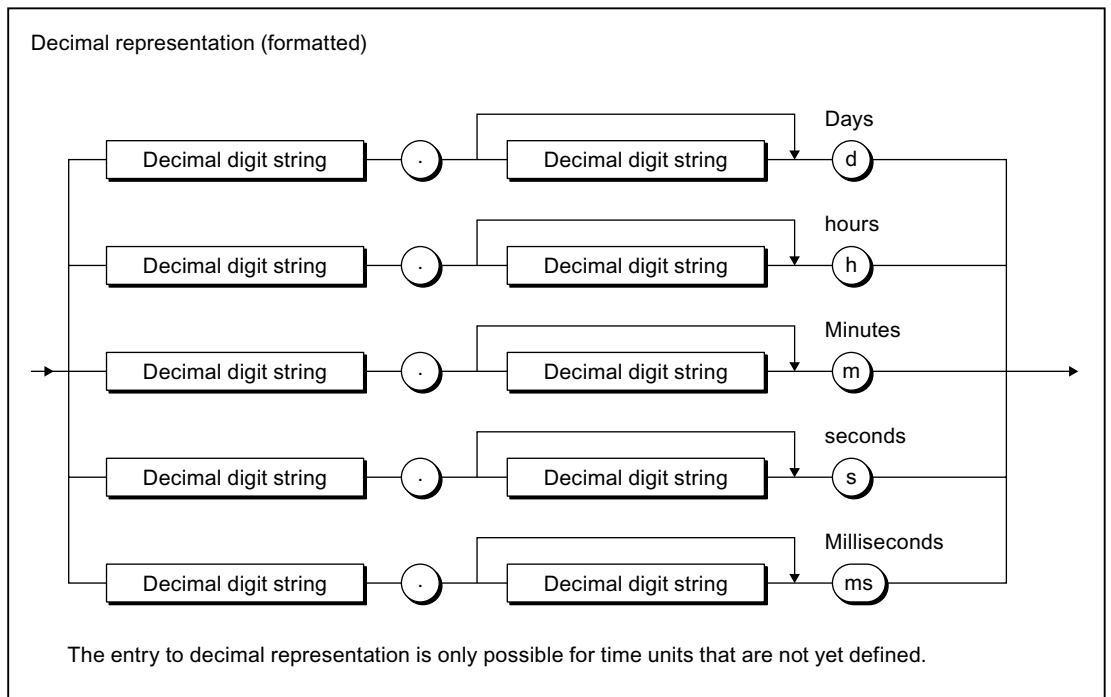 Decimal representation (formatted)
Days
Decimal digit string . Decimal digit string d
hours
Decimal digit string . Decimal digit string h
Minutes
Decimal digit string . Decimal digit string m
seconds
Decimal digit string . Decimal digit string s
Milliseconds
Decimal digit string . Decimal digit string ms
The entry to decimal representation is only possible for time units that are not yet defined.